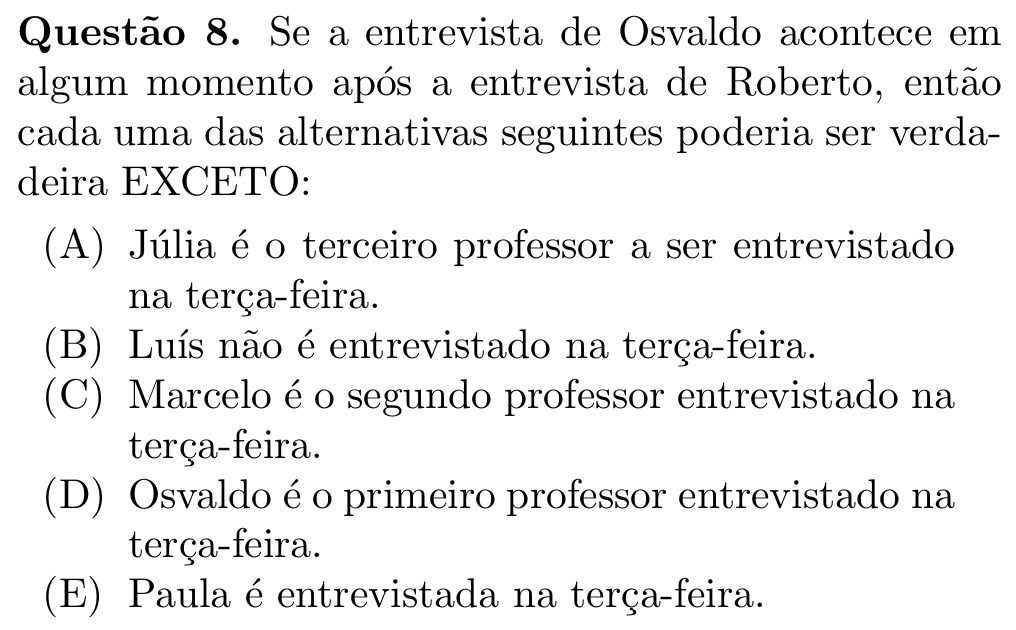 Questão 8. Se a entrevista de Osvaldo acontece em
algum momento após a entrevista de Roberto, então
cada uma das alternativas seguintes poderia ser verda-
deira EXCETO:
(A) Júlia é o terceiro professor a ser entrevistado
na terça-feira.
(B) Luís não é entrevistado na terça-feira.
(C) Marcelo é o segundo professor entrevistado na
terça-feira.
(D) Osvaldo é o primeiro professor entrevistado na
terça-feira.
(E) Paula é entrevistada na terça-feira.